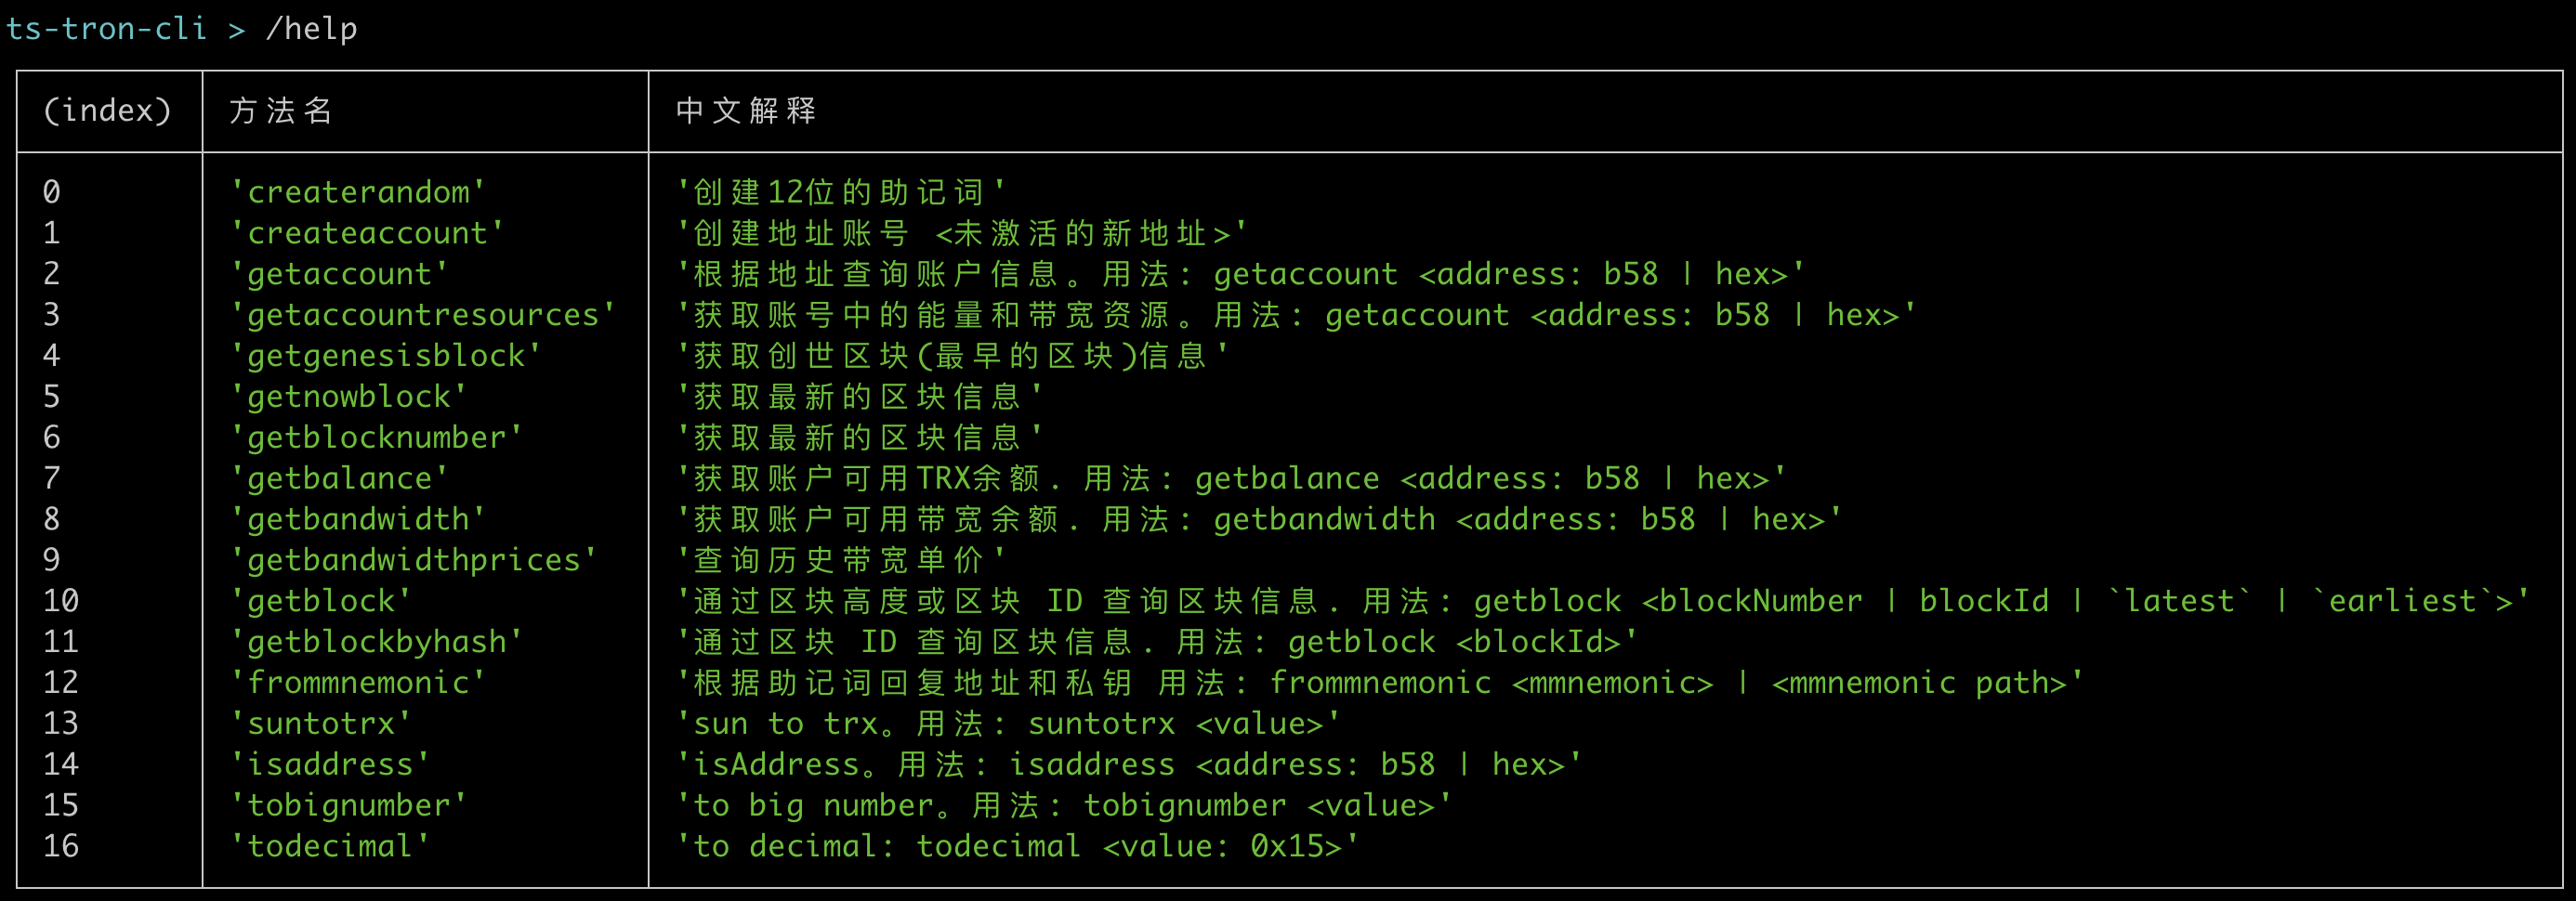 ts-tron-cli > /help
(index) 方法名 中文解释
0 'createrandom' '创建12位的助记词'
1 'createaccount' '创建地址账号 <未激活的新地址>'
2 'getaccount' '根据地址查询账户信息。用法: getaccount <address: b58 | hex>'
3 'getaccountresources' '获取账号中的能量和带宽资源。用法: getaccount <address: b58 | hex>'
4 'getgenesisblock' '获取创世区块(最早的区块)信息'
5 'getnowblock' '获取最新的区块信息'
6 'getblocknumber' '获取最新的区块信息'
7 'getbalance' '获取账户可用TRX余额. 用法: getbalance <address: b58 | hex>'
8 'getbandwidth' '获取账户可用带宽余额. 用法: getbandwidth <address: b58 | hex>'
9 'getbandwidthprices' '查询历史带宽单价'
10 'getblock' '通过区块高度或区块 ID 查询区块信息. 用法: getblock <blockNumber | blockId | `latest` | `earliest`>'
11 'getblockbyhash' '通过区块 ID 查询区块信息. 用法: getblock <blockId>'
12 'frommnemonic' '根据助记词回复地址和私钥 用法: frommnemonic <mmnemonic> | <mmnemonic path>'
13 'suntotrx' 'sun to trx。用法: suntotrx <value>'
14 'isaddress' 'isAddress。用法: isaddress <address: b58 | hex>'
15 'tobignumber' 'to big number。用法: tobignumber <value>'
16 'todecimal' 'to decimal: todecimal <value: 0x15>'